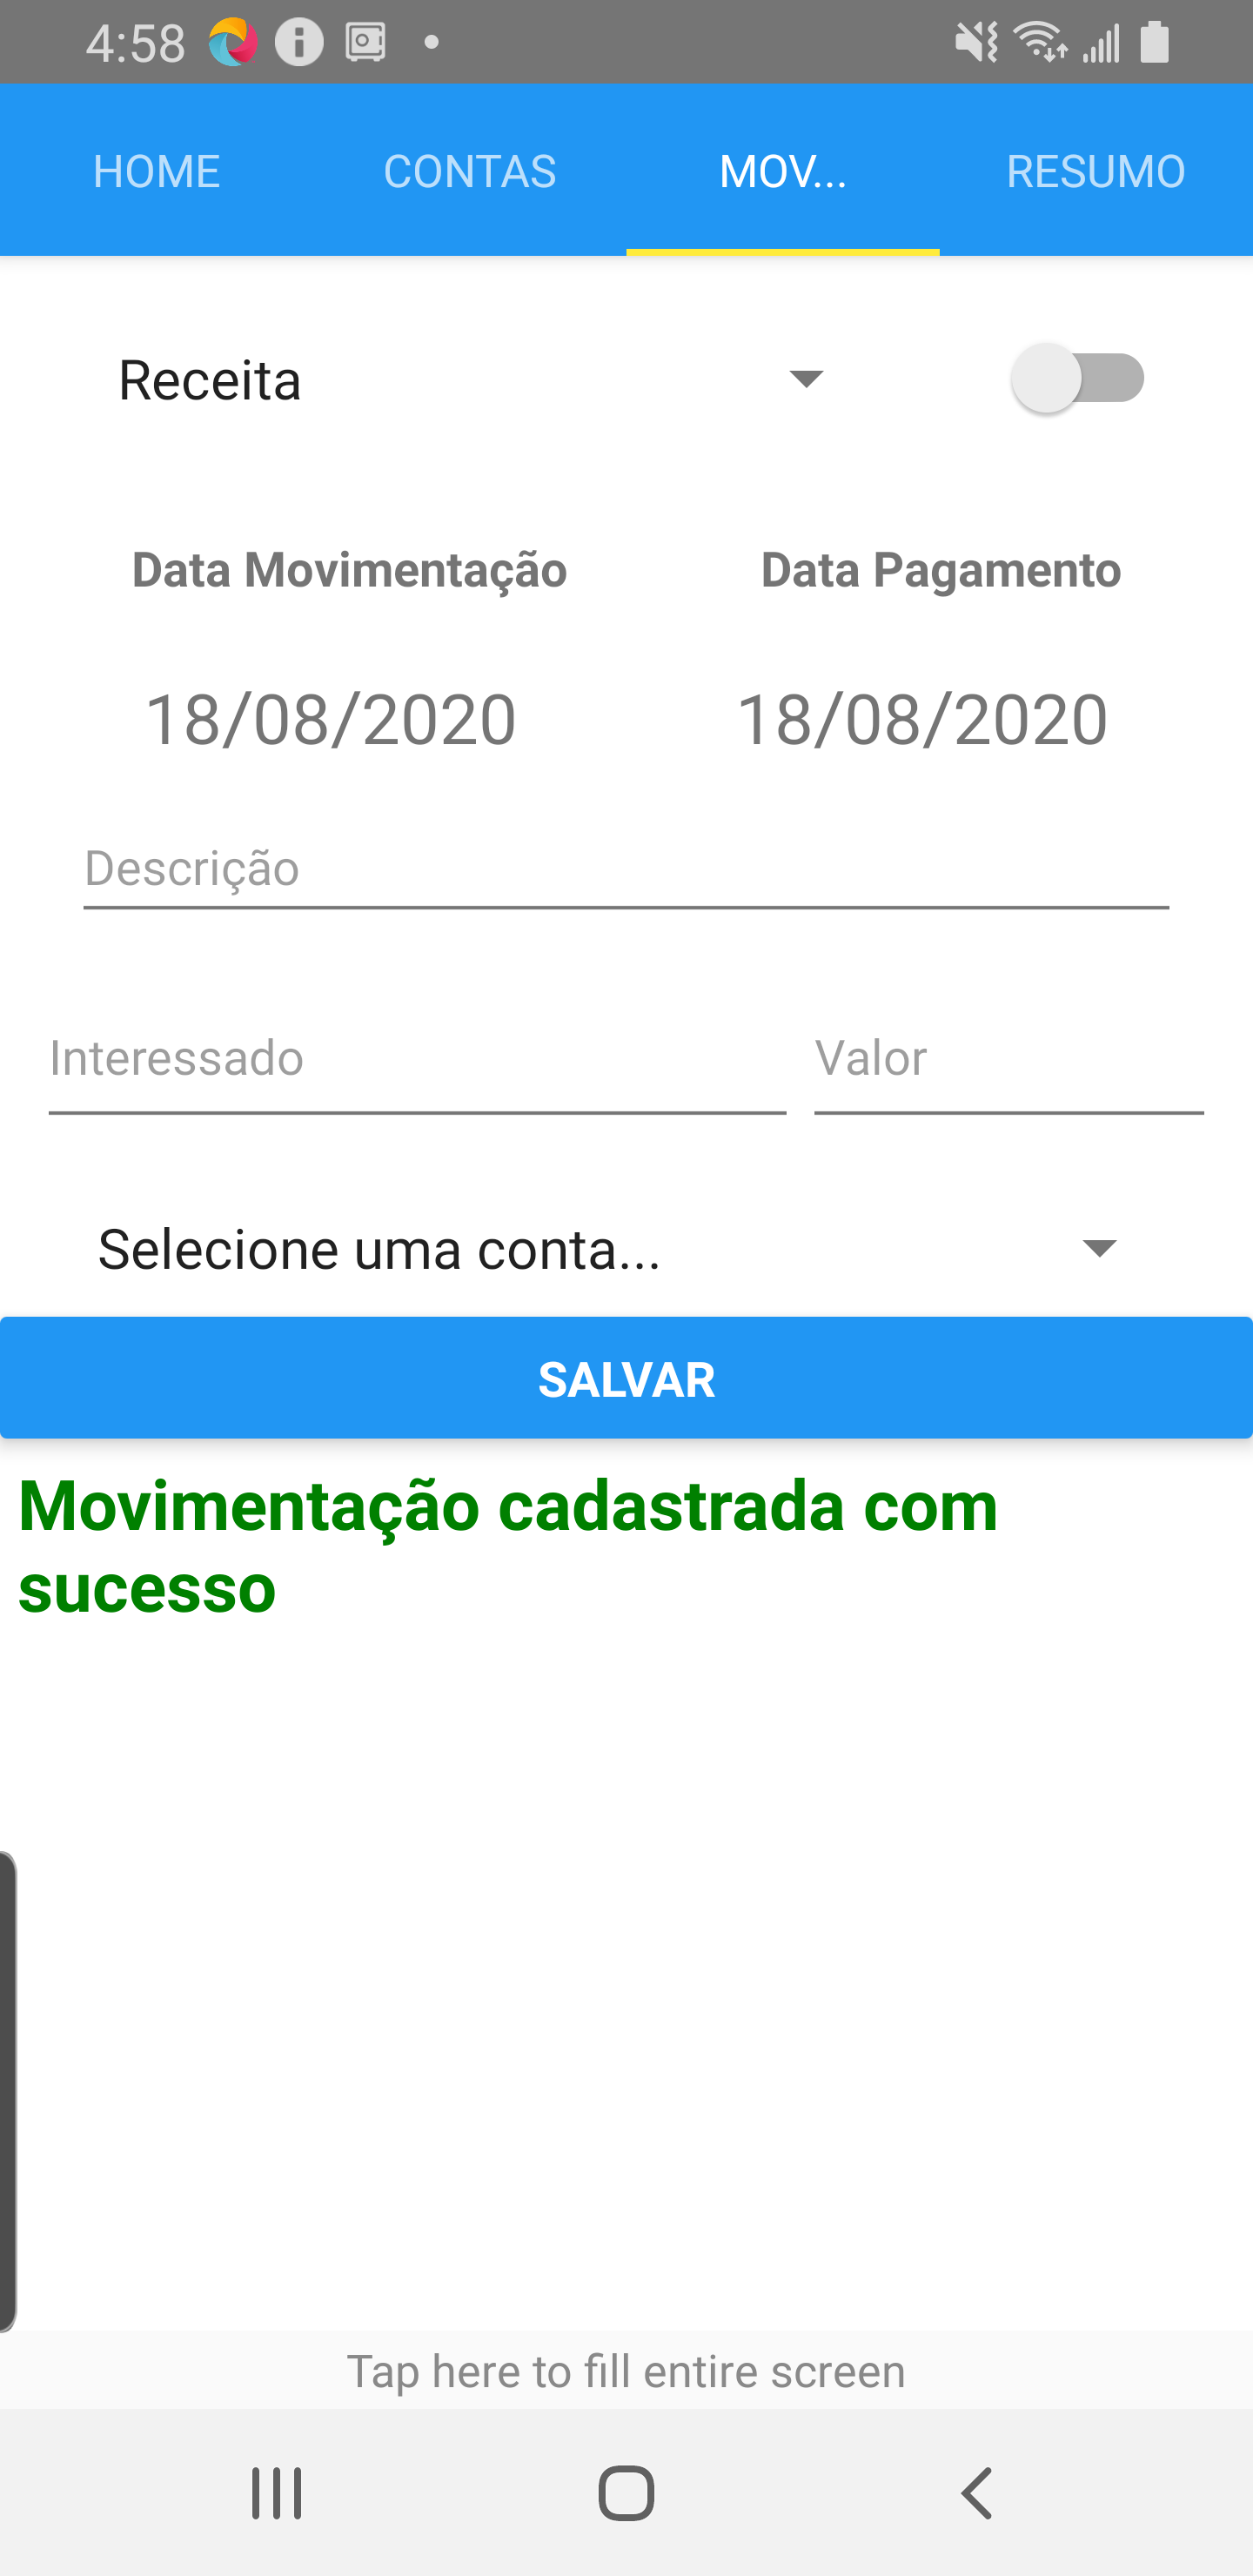 4:58
HOME CONTAS MOV... RESUMO
Receita
Data Movimentação Data Pagamento
18/08/2020 18/08/2020
Descrição
Interessado Valor
Selecione uma conta...
SALVAR
Movimentação cadastrada com
sucesso
Tap here to fill entire screen